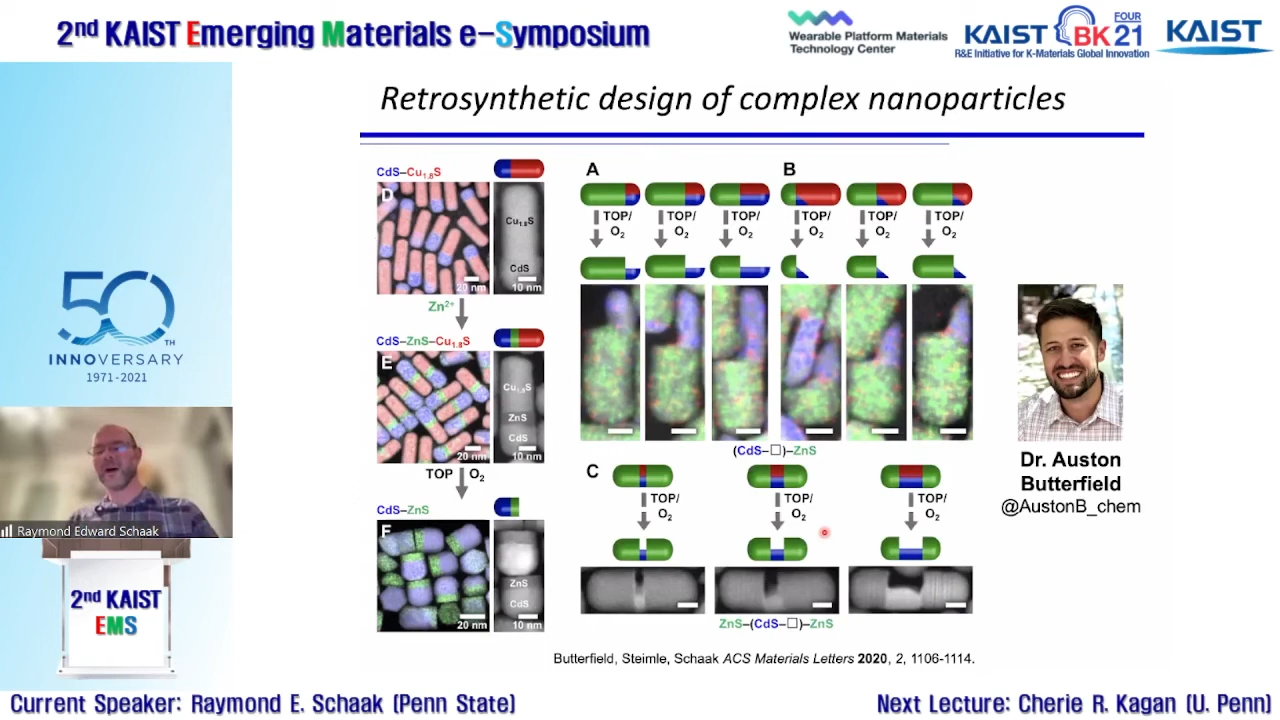 2nd KAIST Emerging Materials e-Symposium
Wearable Platform Materials
Technology Center
KAIST BK21 FOUR
R&E Initiative for K-Materials Global Innovation
KAIST
Retrosynthetic design of complex nanoparticles
CdS–Cu1.8S
D
Cu1.8S
CdS
20 nm
10 nm
Zn2+
CdS–ZnS–Cu1.8S
E
Cu1.8S
ZnS
CdS
20 nm
10 nm
TOP O2
CdS–ZnS
F
ZnS
CdS
20 nm
10 nm
A
B
TOP/
O2
TOP/
O2
TOP/
O2
TOP/
O2
TOP/
O2
TOP/
O2
(CdS–□)–ZnS
C
TOP/
O2
TOP/
O2
TOP/
O2
ZnS–(CdS–□)–ZnS
Dr. Auston
Butterfield
@AustonB_chem
Butterfield, Steimle, Schaak ACS Materials Letters 2020, 2, 1106-1114.
50TH
INNOVERSARY
1971-2021
Raymond Edward Schaak
2nd KAIST
EMS
Current Speaker: Raymond E. Schaak (Penn State)
Next Lecture: Cherie R. Kagan (U. Penn)